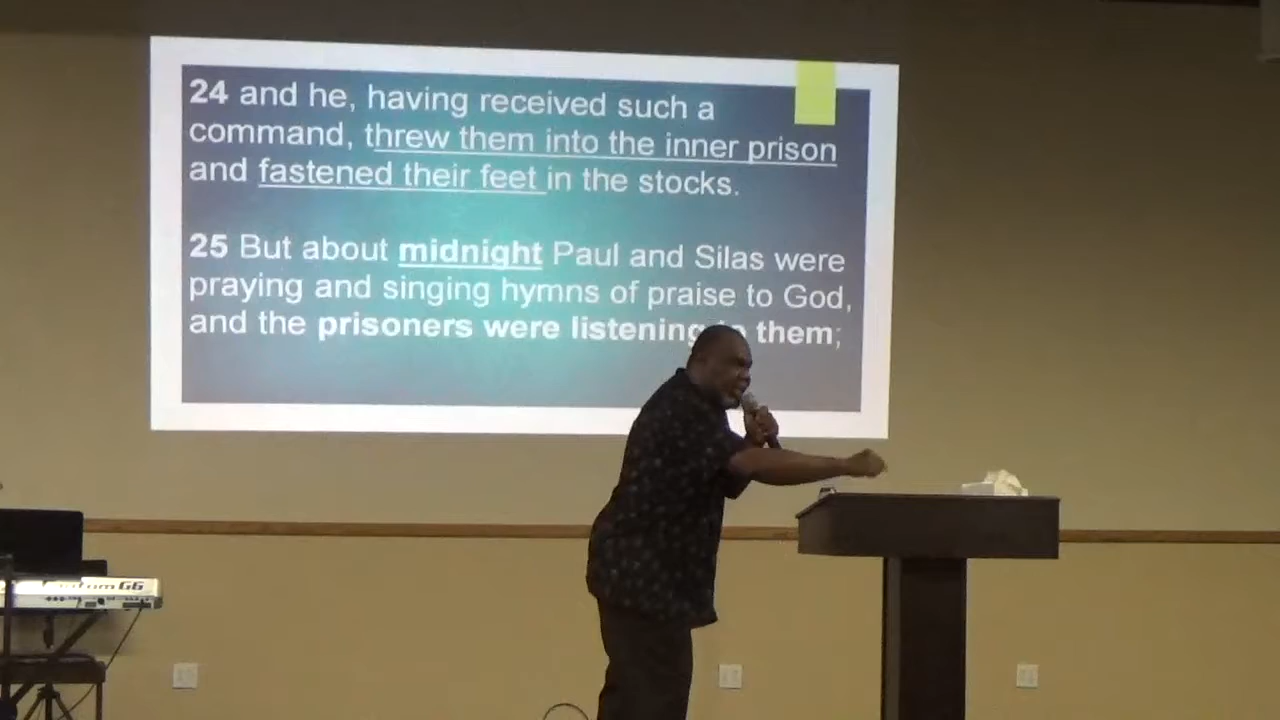 24 and he, having received such a
command, threw them into the inner prison
and fastened their feet in the stocks.
25 But about midnight Paul and Silas were
praying and singing hymns of praise to God,
and the prisoners were listening them;
G6